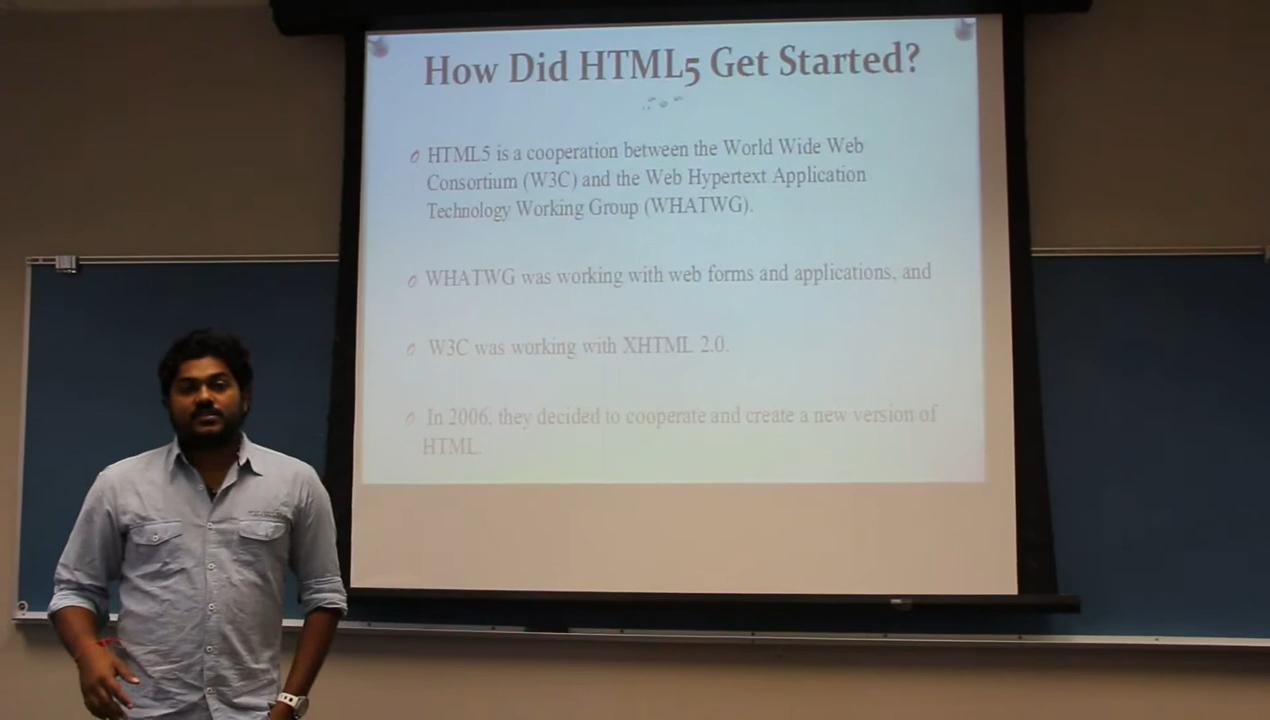 How Did HTML5 Get Started?
HTML5 is a cooperation between the World Wide Web
Consortium (W3C) and the Web Hypertext Application
Technology Working Group (WHATWG).
WHATWG was working with web forms and applications, and
W3C was working with XHTML 2.0.
In 2006, they decided to cooperate and create a new version of
HTML.